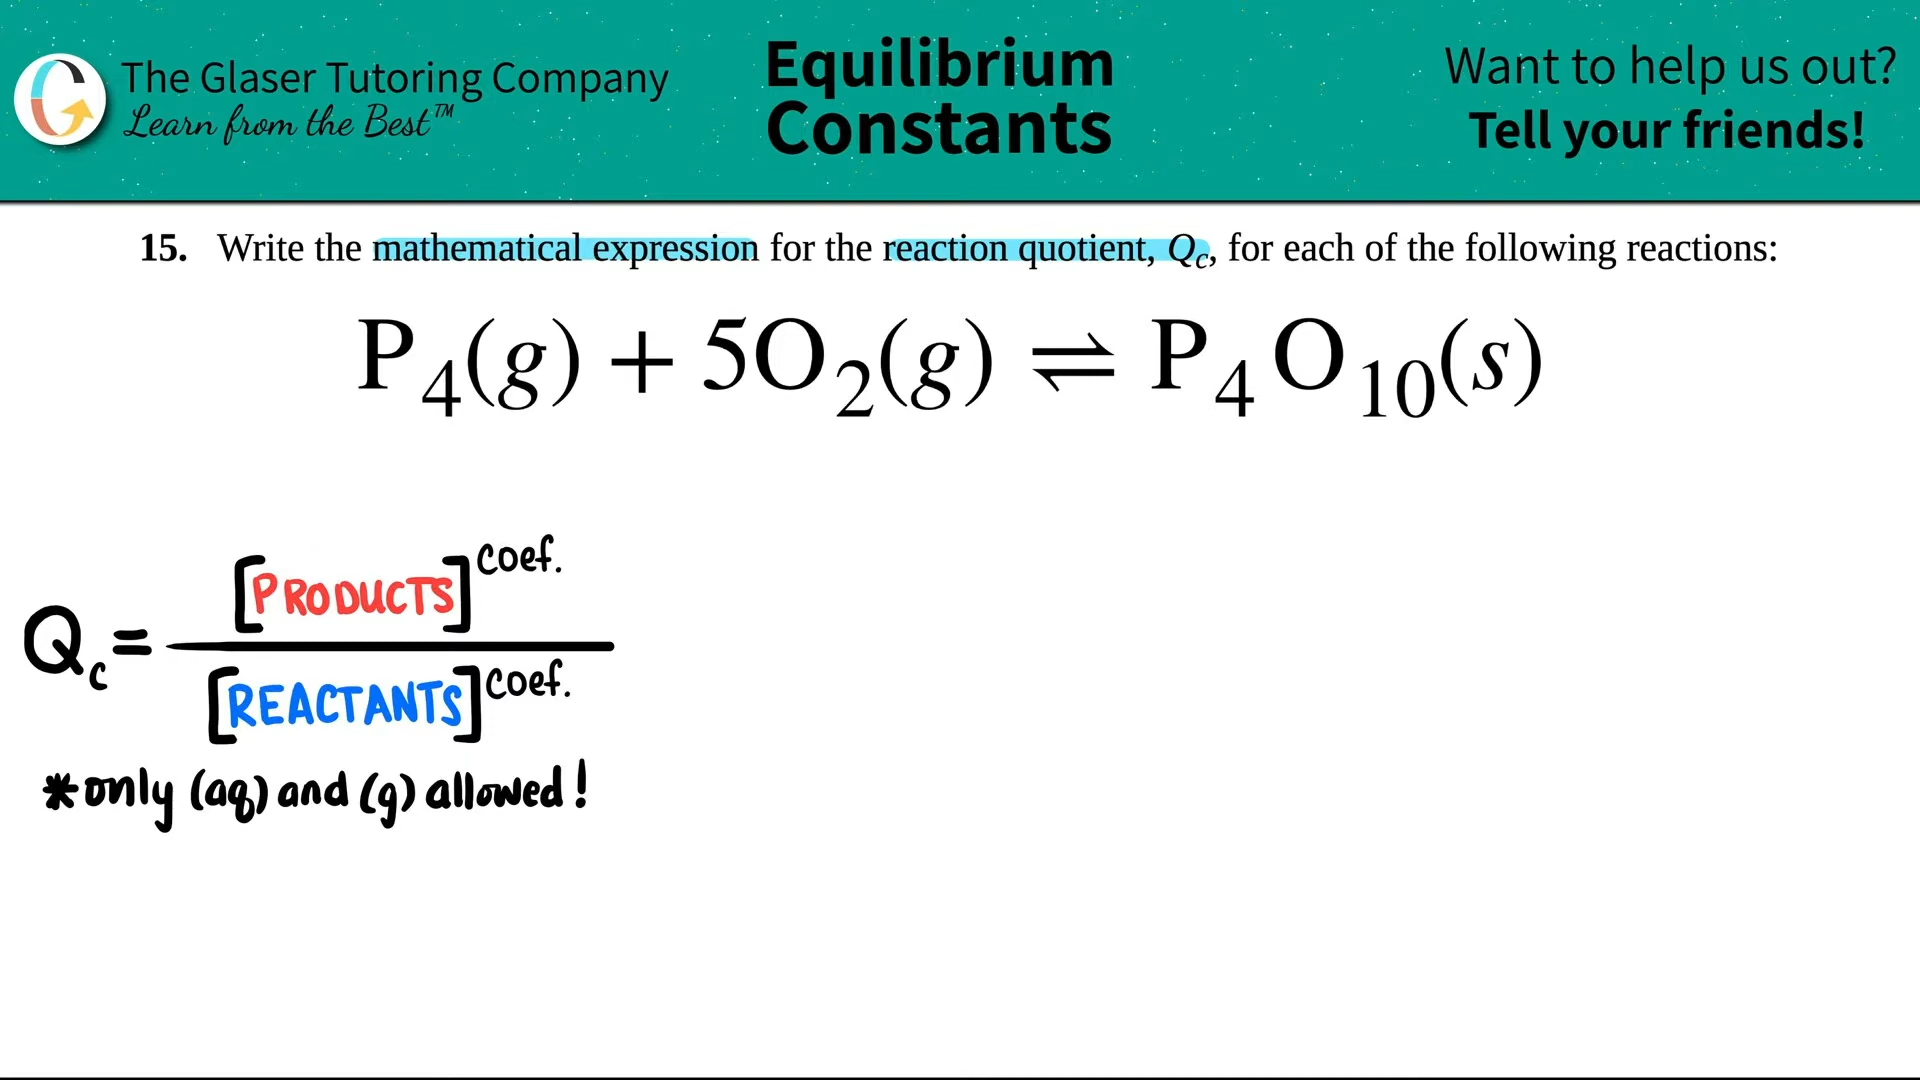 The Glaser Tutoring Company
Learn from the Best™
Equilibrium
Constants
Want to help us out?
Tell your friends!
15. Write the mathematical expression for the reaction quotient, Qc, for each of the following reactions:
P₄(g) + 5O₂(g) ⇌ P₄O₁₀(s)
[PRODUCTS]^coef.
Qc =
[REACTANTS]^coef.
*only (aq) and (g) allowed!